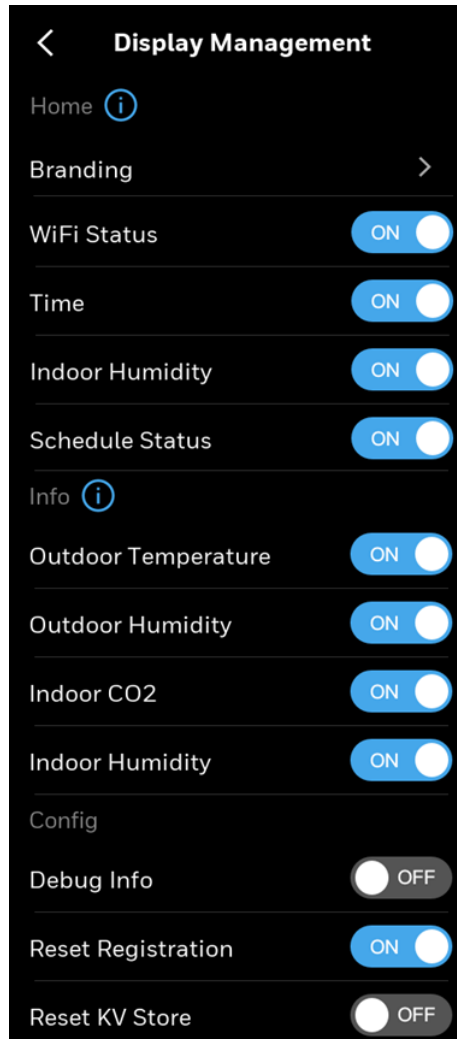 Display Management
Home i
Branding
WiFi Status ON
Time ON
Indoor Humidity ON
Schedule Status ON
Info i
Outdoor Temperature ON
Outdoor Humidity ON
Indoor CO2 ON
Indoor Humidity ON
Config
Debug Info OFF
Reset Registration ON
Reset KV Store OFF